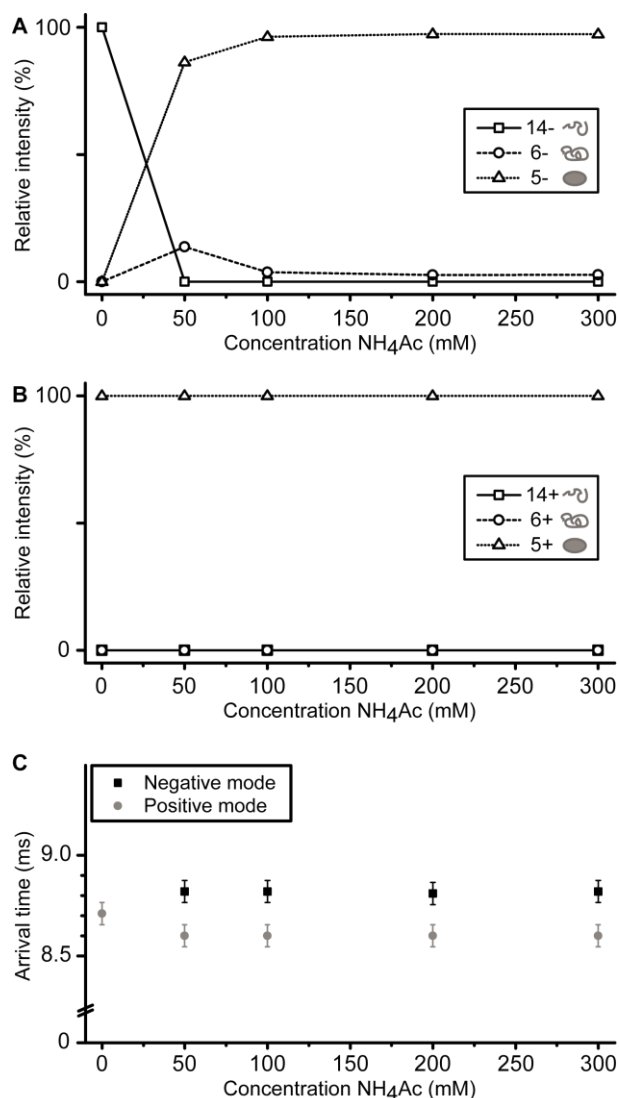 A
100
0
Relative intensity (%)
14-
6-
5-
0 50 100 150 200 250 300
Concentration NH4Ac (mM)
B
100
0
Relative intensity (%)
14+
6+
5+
0 50 100 150 200 250 300
Concentration NH4Ac (mM)
C
Negative mode
Positive mode
9.0
8.5
0
Arrival time (ms)
0 50 100 150 200 250 300
Concentration NH4Ac (mM)